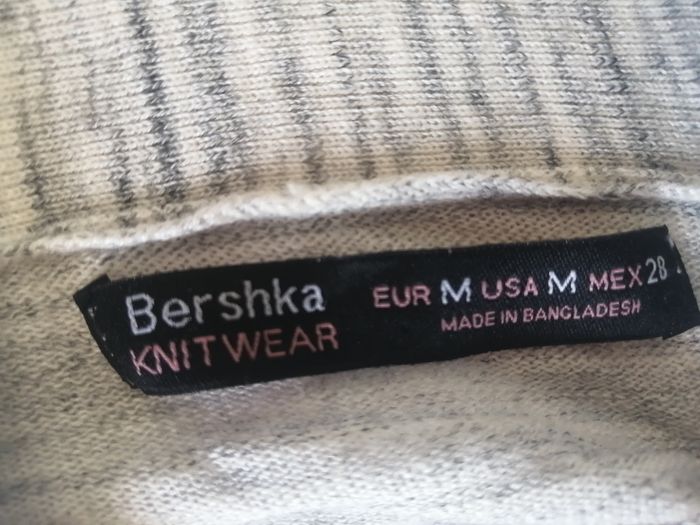 Bershka
KNITWEAR
EUR M USA M MEX 28
MADE IN BANGLADESH